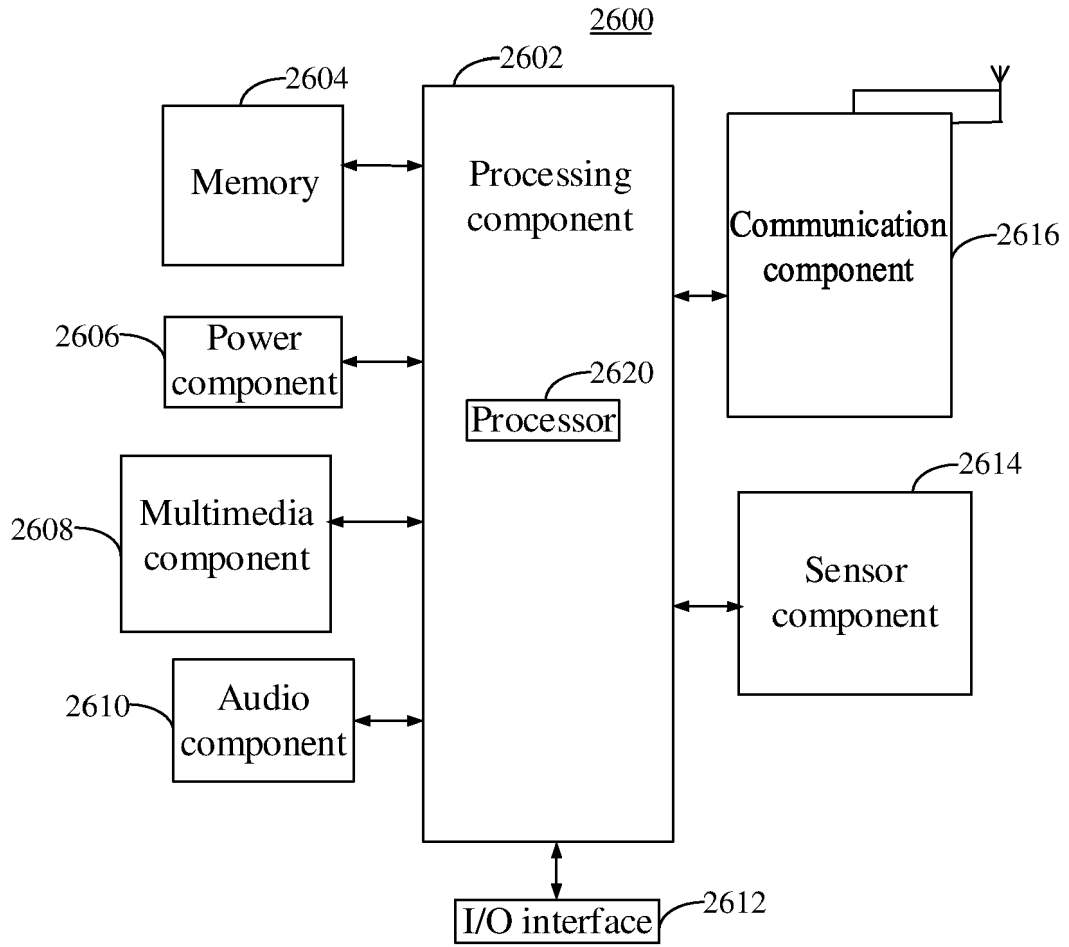 2600
2602
2604
Memory
Processing
component
Communication
component
2616
2606
Power
component
2620
Processor
2608
Multimedia
component
2614
Sensor
component
2610
Audio
component
I/O interface
2612